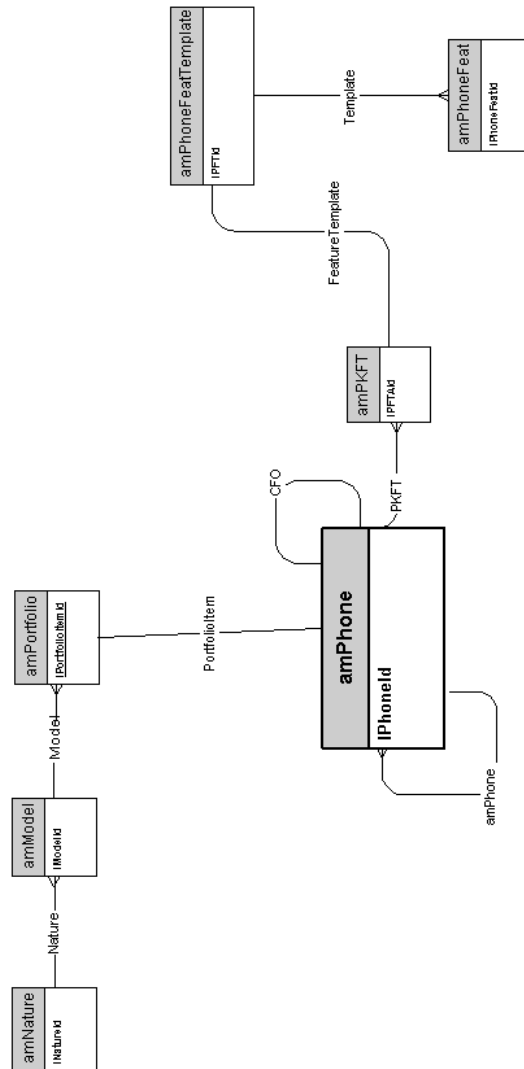 amNature
lNatureId
Nature
amModel
lModelId
Model
amPortfolio
lPortfolioItemId
PortfolioItem
CFO
amPhone
lPhoneId
amPhone
PKFT
amPKFT
lPFTAId
FeatureTemplate
amPhoneFeatTemplate
lPFTId
Template
amPhoneFeat
lPhoneFeatId